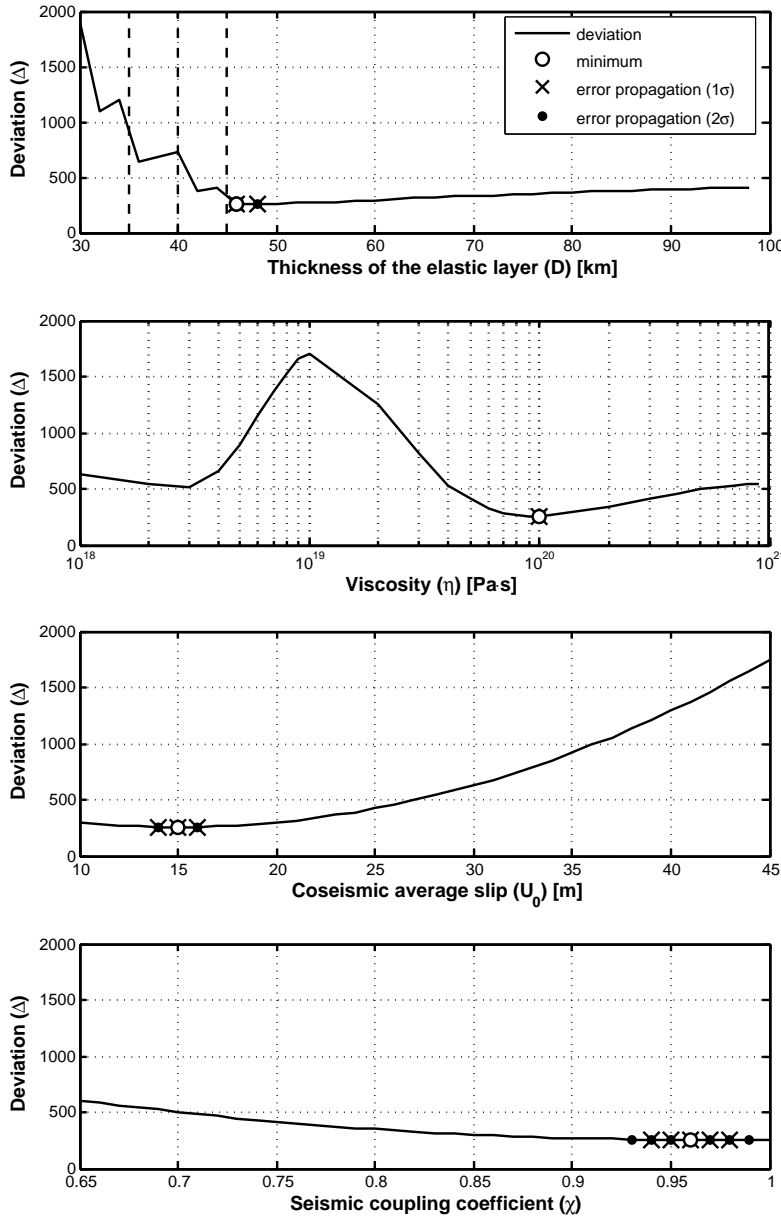 2000
1500
1000
500
0
Deviation (Δ)
deviation
minimum
error propagation (1σ)
error propagation (2σ)
30 40 50 60 70 80 90 100
Thickness of the elastic layer (D) [km]
2000
1500
1000
500
0
Deviation (Δ)
10^18 10^19 10^20 10^21
Viscosity (η) [Pa·s]
2000
1500
1000
500
0
Deviation (Δ)
10 15 20 25 30 35 40 45
Coseismic average slip (U_0) [m]
2000
1500
1000
500
0
Deviation (Δ)
0.65 0.7 0.75 0.8 0.85 0.9 0.95 1
Seismic coupling coefficient (χ)